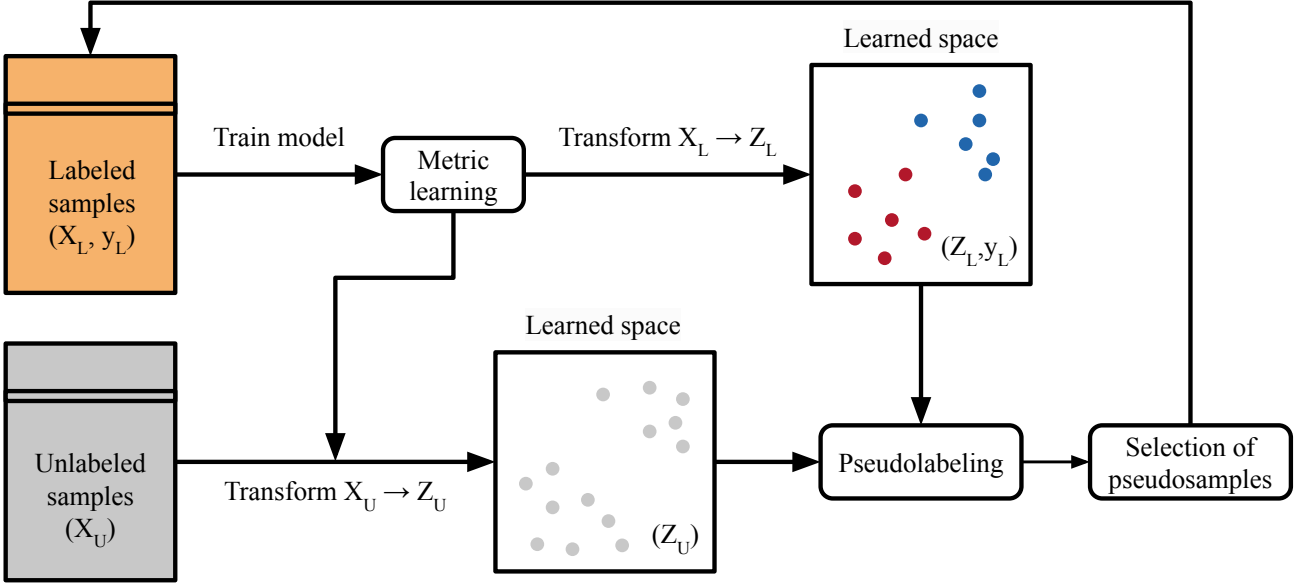 Learned space
Train model
Transform X_L → Z_L
Metric
learning
Labeled
samples
(X_L, y_L)
(Z_L,y_L)
Learned space
Unlabeled
samples
(X_U)
Transform X_U → Z_U
(Z_U)
Pseudolabeling
Selection of
pseudosamples